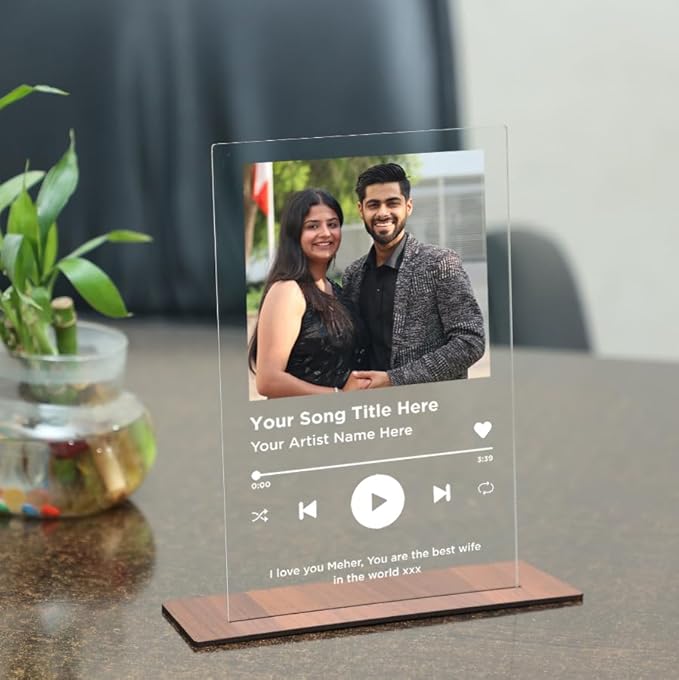 Your Song Title Here
Your Artist Name Here
0:00
3:39
I love you Meher, You are the best wife
in the world xxx